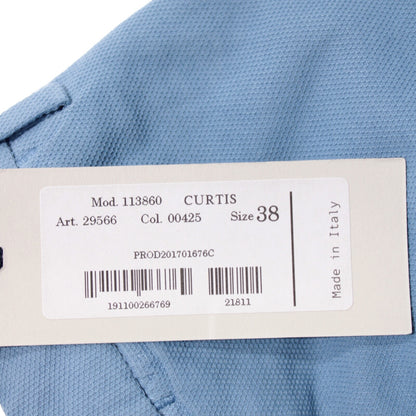 Mod. 113860 CURTIS
Art. 29566 Col. 00425 Size 38
PROD201701676C
191100266769 21811
Made in Italy